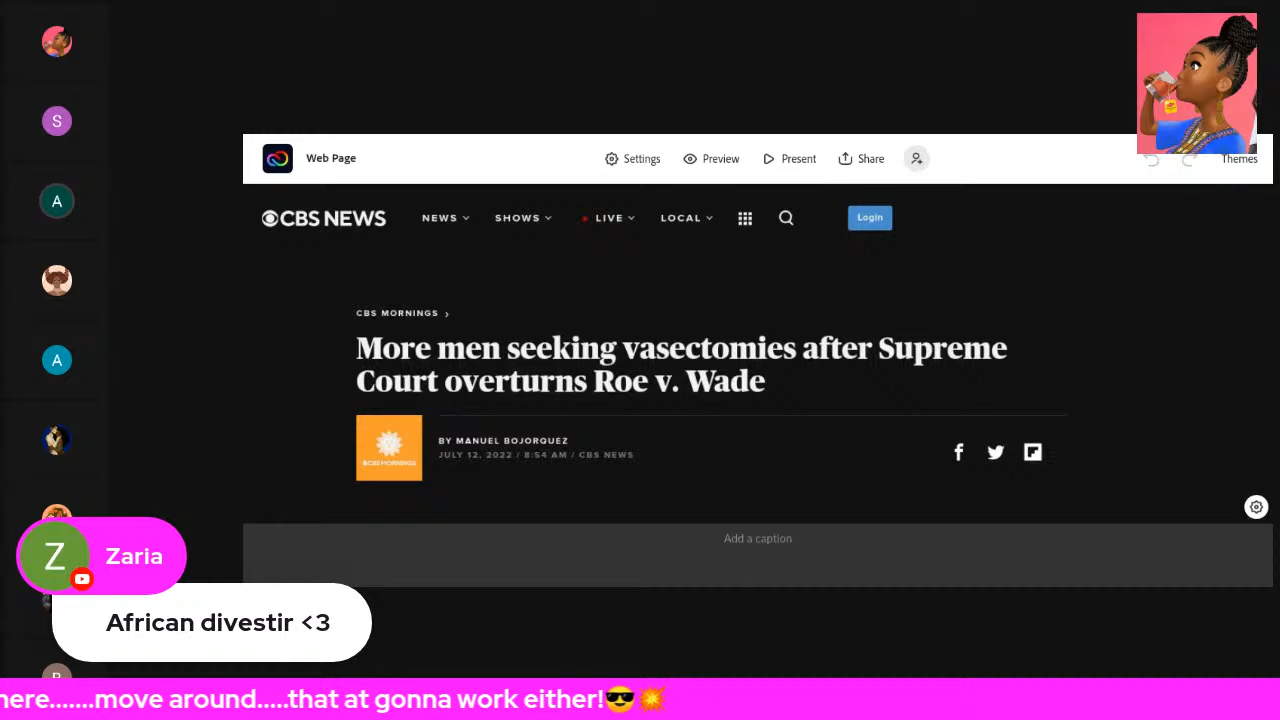 Web Page
Settings
Preview
Present
Share
Themes
S
A
CBS NEWS
NEWS
SHOWS
LIVE
LOCAL
Login
CBS MORNINGS
More men seeking vasectomies after Supreme
Court overturns Roe v. Wade
A
CBS MORNINGS
BY MANUEL BOJORQUEZ
JULY 12, 2022 / 8:54 AM / CBS NEWS
Add a caption
Z
Zaria
African divestir <3
here.......move around.....that at gonna work either!😎💥